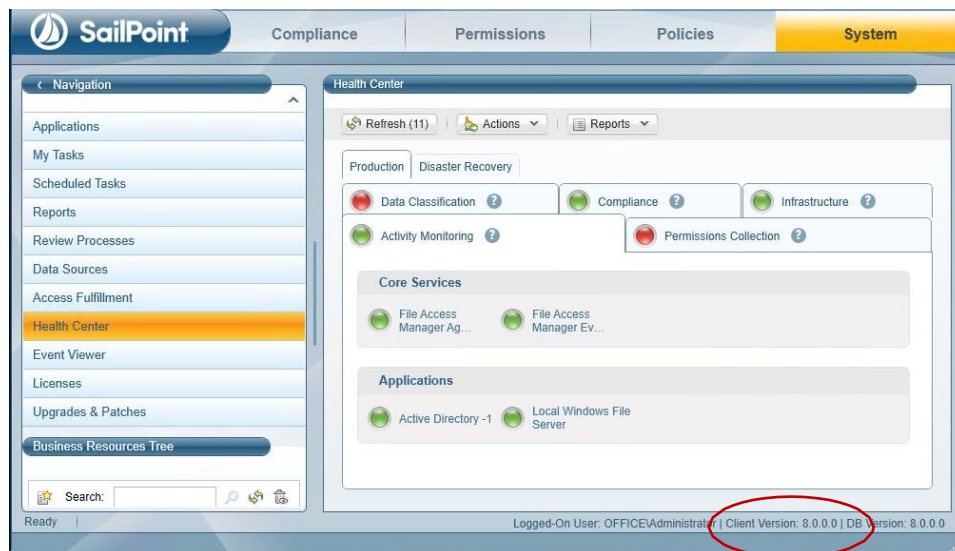 SailPoint
Compliance
Permissions
Policies
System
Navigation
Applications
My Tasks
Scheduled Tasks
Reports
Review Processes
Data Sources
Access Fulfillment
Health Center
Event Viewer
Licenses
Upgrades & Patches
Business Resources Tree
Search:
Health Center
Refresh (11)
Actions
Reports
Production
Disaster Recovery
Data Classification
Compliance
Infrastructure
Activity Monitoring
Permissions Collection
Core Services
File Access
Manager Ag...
File Access
Manager Ev...
Applications
Active Directory -1
Local Windows File
Server
Ready
Logged-On User: OFFICE\Administrator | Client Version: 8.0.0.0 | DB Version: 8.0.0.0